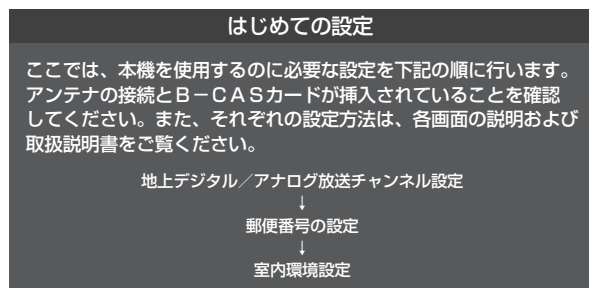 はじめての設定
ここでは、本機を使用するのに必要な設定を下記の順に行います。
アンテナの接続とＢ－ＣＡＳカードが挿入されていることを確認
してください。また、それぞれの設定方法は、各画面の説明および
取扱説明書をご覧ください。
地上デジタル／アナログ放送チャンネル設定
↓
郵便番号の設定
↓
室内環境設定